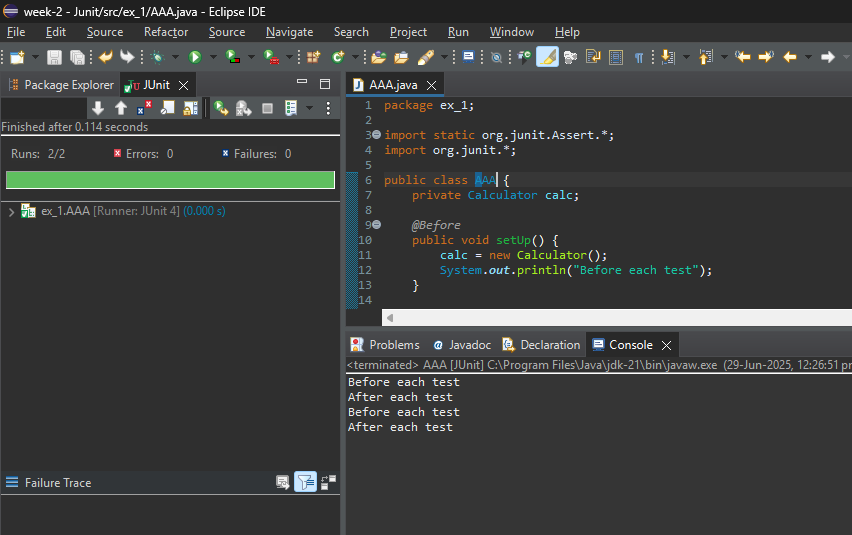 week-2 - Junit/src/ex_1/AAA.java - Eclipse IDE
File Edit Source Refactor Source Navigate Search Project Run Window Help
Package Explorer JUnit
Finished after 0.114 seconds
Runs: 2/2 Errors: 0 Failures: 0
ex_1.AAA [Runner: JUnit 4] (0.000 s)
Failure Trace
AAA.java
1 package ex_1;
2
3 import static org.junit.Assert.*;
4 import org.junit.*;
5
6 public class AAA {
7 private Calculator calc;
8
9 @Before
10 public void setUp() {
11 calc = new Calculator();
12 System.out.println("Before each test");
13 }
14
Problems Javadoc Declaration Console
<terminated> AAA [JUnit] C:\Program Files\Java\jdk-21\bin\javaw.exe (29-Jun-2025, 12:26:51 pr
Before each test
After each test
Before each test
After each test